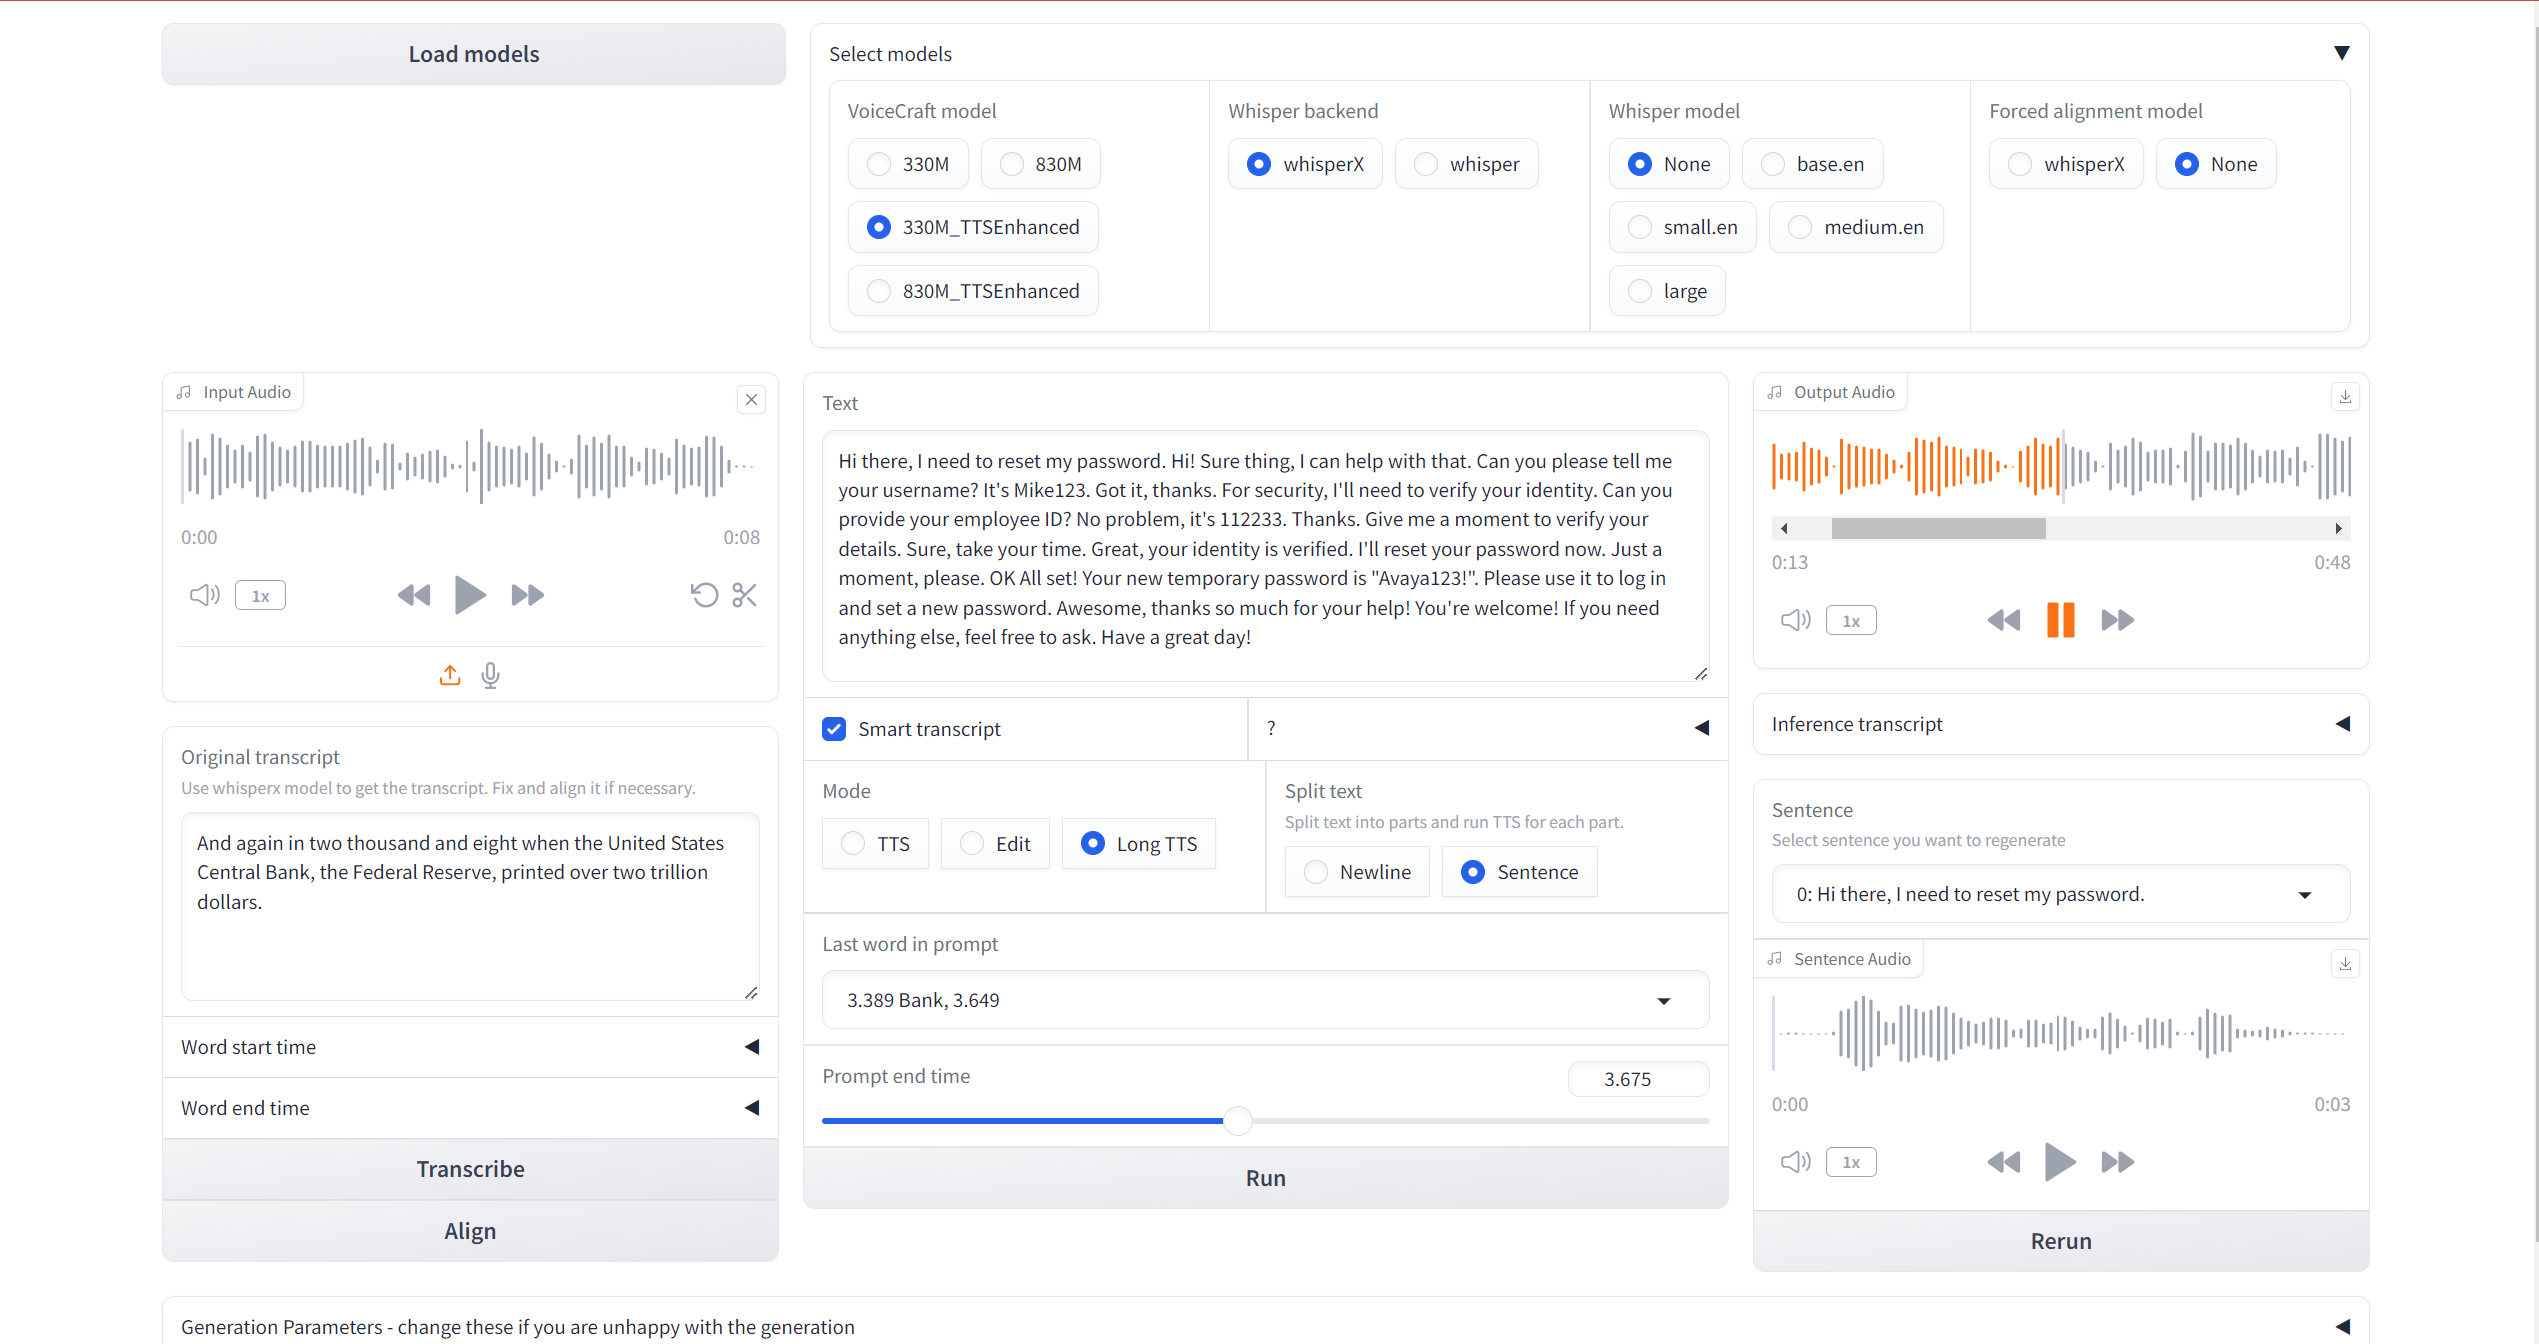 Load models
Select models
VoiceCraft model
330M
830M
330M_TTSEnhanced
830M_TTSEnhanced
Whisper backend
whisperX
whisper
Whisper model
None
base.en
small.en
medium.en
large
Forced alignment model
whisperX
None
Input Audio
0:00
0:08
1x
Original transcript
Use whisperx model to get the transcript. Fix and align it if necessary.
And again in two thousand and eight when the United States
Central Bank, the Federal Reserve, printed over two trillion
dollars.
Word start time
Word end time
Transcribe
Align
Text
Hi there, I need to reset my password. Hi! Sure thing, I can help with that. Can you please tell me
your username? It's Mike123. Got it, thanks. For security, I'll need to verify your identity. Can you
provide your employee ID? No problem, it's 112233. Thanks. Give me a moment to verify your
details. Sure, take your time. Great, your identity is verified. I'll reset your password now. Just a
moment, please. OK All set! Your new temporary password is "Avaya123!". Please use it to log in
and set a new password. Awesome, thanks so much for your help! You're welcome! If you need
anything else, feel free to ask. Have a great day!
Smart transcript
?
Mode
TTS
Edit
Long TTS
Split text
Split text into parts and run TTS for each part.
Newline
Sentence
Last word in prompt
3.389 Bank, 3.649
Prompt end time
3.675
Run
Output Audio
0:13
0:48
1x
Inference transcript
Sentence
Select sentence you want to regenerate
0: Hi there, I need to reset my password.
Sentence Audio
0:00
0:03
1x
Rerun
Generation Parameters - change these if you are unhappy with the generation